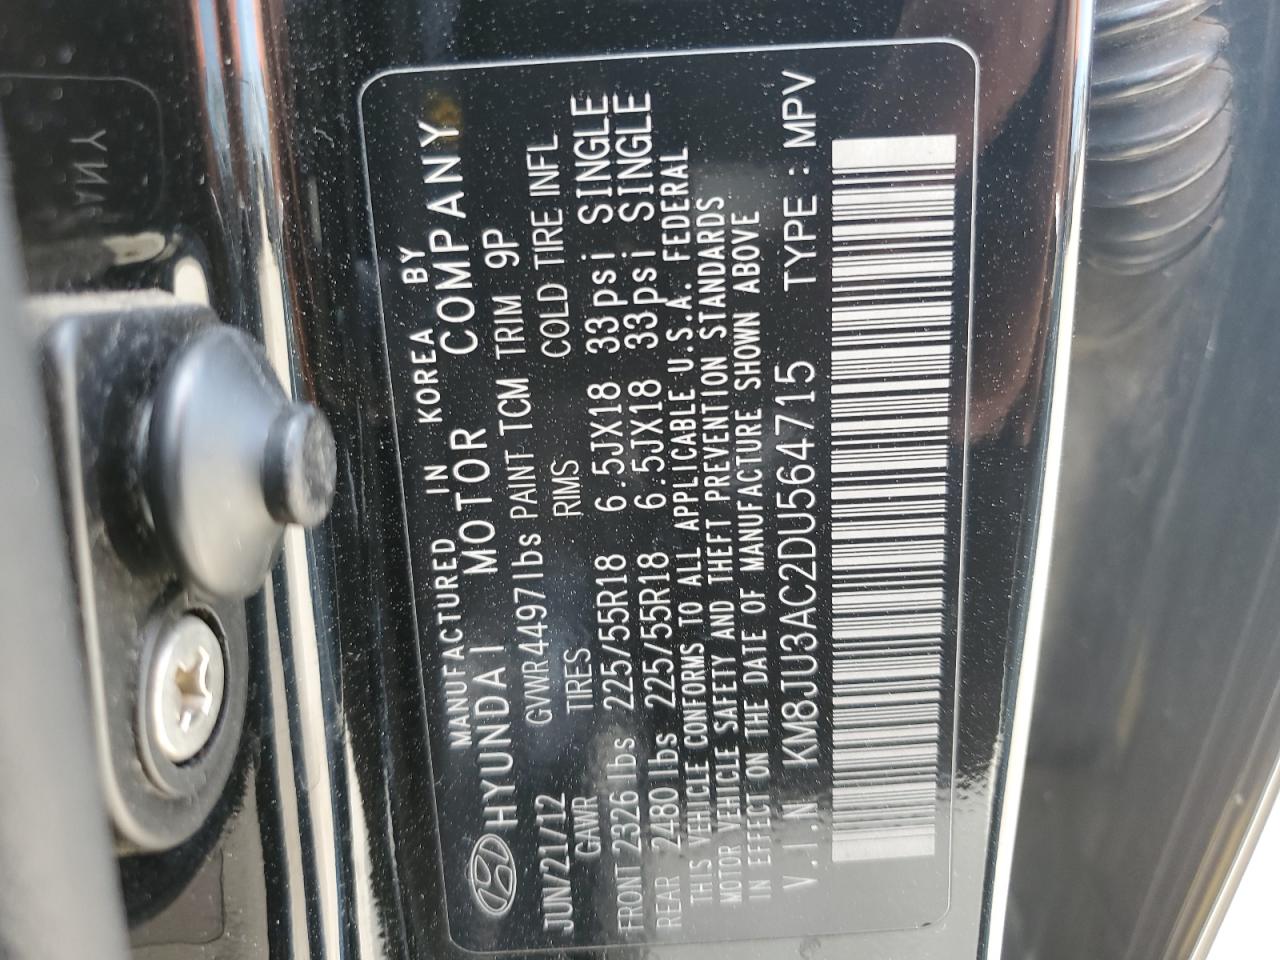 MANUFACTURED IN KOREA BY
HYUNDAI MOTOR COMPANY
JUN/21/12 GVWR 4497 lbs PAINT TCM TRIM 9P
GAWR TIRES RIMS COLD TIRE INFL
FRONT 2326 lbs 225/55R18 6.5JX18 33psi SINGLE
REAR 2480 lbs 225/55R18 6.5JX18 33psi SINGLE
THIS VEHICLE CONFORMS TO ALL APPLICABLE U.S.A. FEDERAL
MOTOR VEHICLE SAFETY AND THEFT PREVENTION STANDARDS
IN EFFECT ON THE DATE OF MANUFACTURE SHOWN ABOVE
V.I.N KM8JU3AC2DU564715 TYPE : MPV